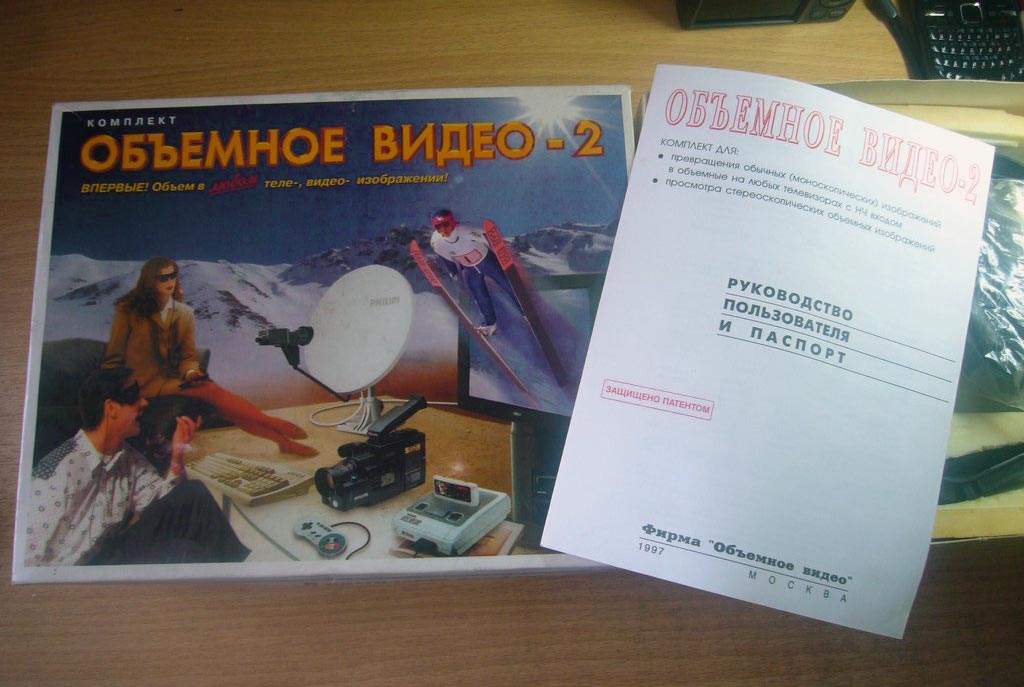 КОМПЛЕКТ
ОБЪЕМНОЕ ВИДЕО - 2
ВПЕРВЫЕ! Объем в любом теле-, видео- изображении!
PHILIPS
ОБЪЕМНОЕ ВИДЕО-2
КОМПЛЕКТ ДЛЯ:
• превращения обычных (моноскопических) изображений
в объемные на любых телевизорах с НЧ входом
• просмотра стереоскопических объемных изображений
РУКОВОДСТВО
ПОЛЬЗОВАТЕЛЯ
И ПАСПОРТ
ЗАЩИЩЕНО ПАТЕНТОМ
Фирма "Объемное видео"
1997
МОСКВА